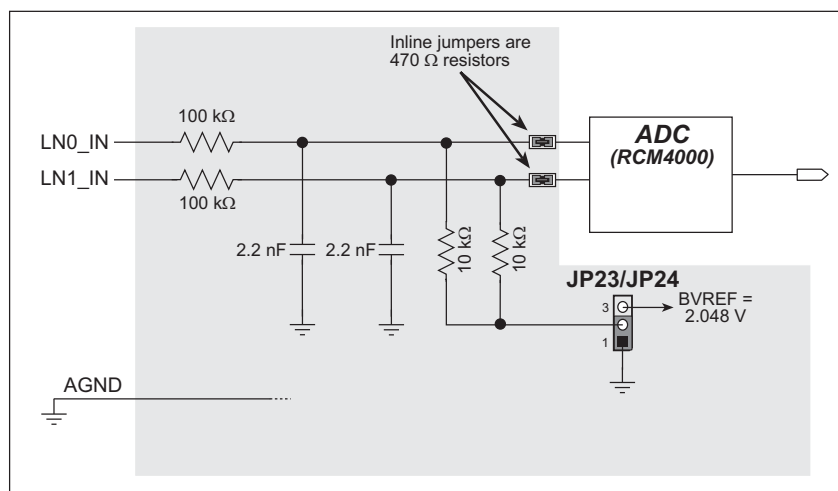 Inline jumpers are
470 Ω resistors
100 kΩ
LN0_IN
LN1_IN
100 kΩ
ADC
(RCM4000)
2.2 nF
2.2 nF
10 kΩ
10 kΩ
JP23/JP24
3
BVREF =
2.048 V
1
AGND